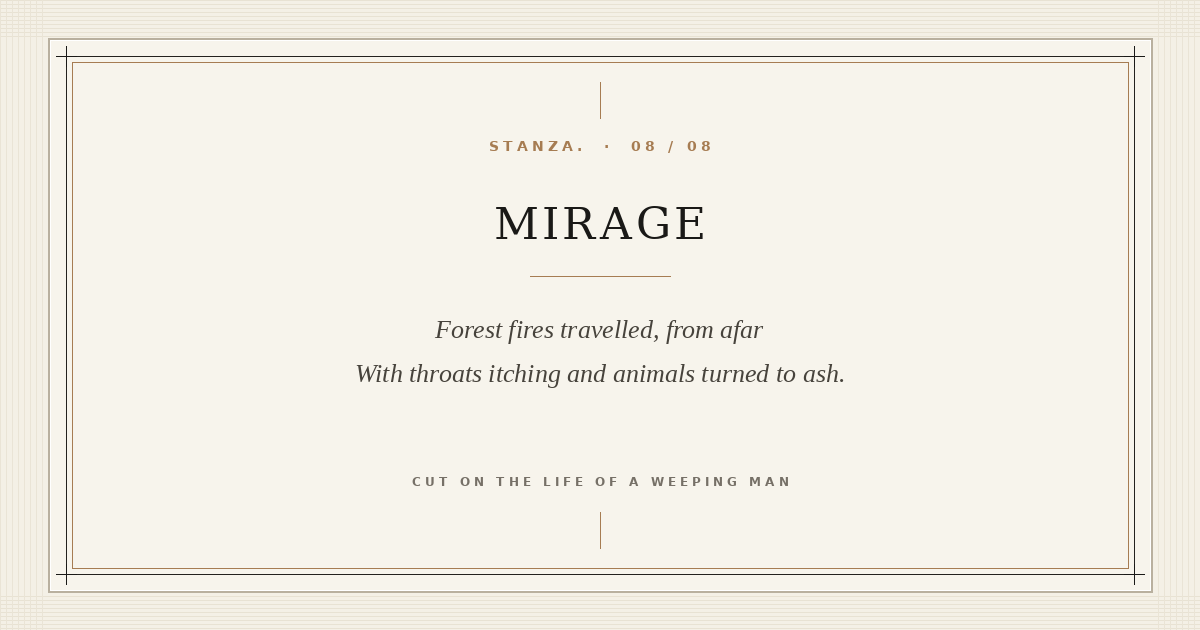 STANZA. · 08 / 08
MIRAGE
Forest fires travelled, from afar
With throats itching and animals turned to ash.
CUT ON THE LIFE OF A WEEPING MAN